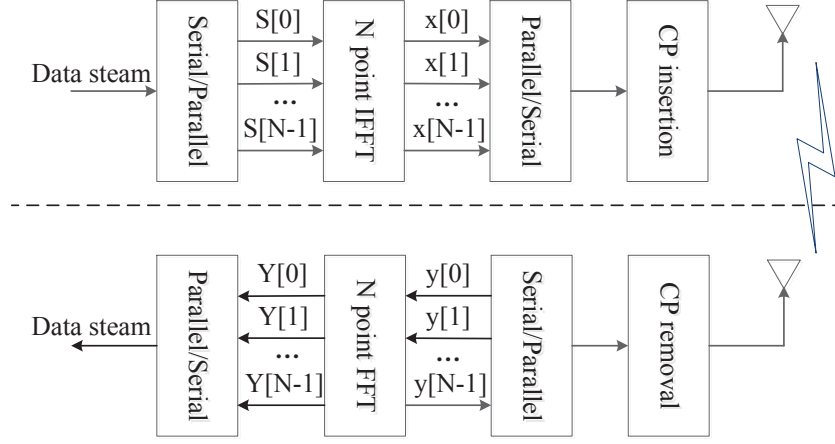 Data steam
Serial/Parallel
S[0]
S[1]
...
S[N-1]
N point IFFT
x[0]
x[1]
...
x[N-1]
Parallel/Serial
CP insertion
Data steam
Parallel/Serial
Y[0]
Y[1]
...
Y[N-1]
N point FFT
y[0]
y[1]
...
y[N-1]
Serial/Parallel
CP removal